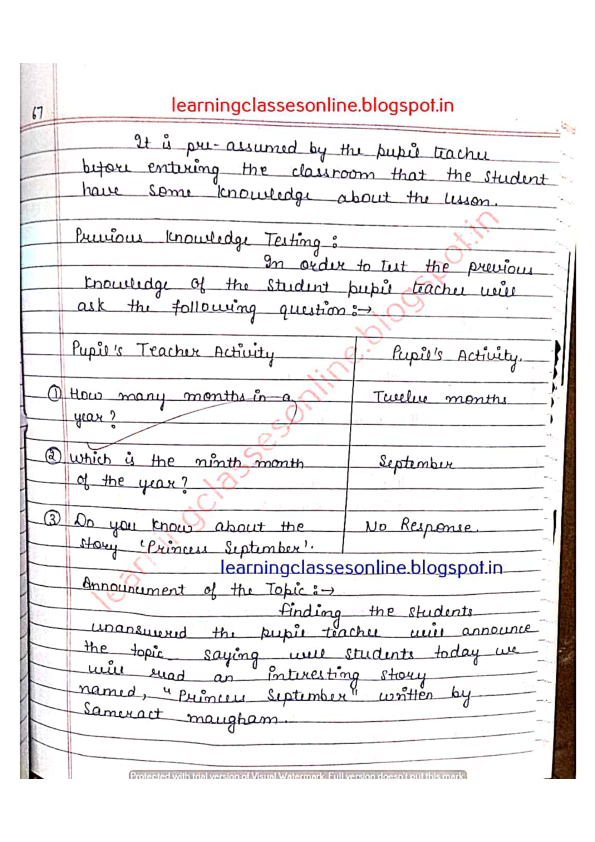 learningclassesonline.blogspot.in
67
It is pre-assumed by the pupil teacher
before entering the classroom that the student
have some knowledge about the lesson.
Previous Knowledge Testing :
In order to test the previous
knowledge of the student pupil teacher will
ask the following question :→
Pupil's Teacher Activity Pupil's Activity.
① How many months in a Twelve months
year ?
② Which is the ninth month September
of the year ?
③ Do you know about the No Response.
story 'Princess September'.
learningclassesonline.blogspot.in
Announcement of the Topic :→
finding the students
unanswered the pupil teacher will announce
the topic saying well students today we
will read an interesting story
named, "Princess September" written by
Sameract maugham.
learningclassesonline.blogspot.in
Protected with trial version of Visual Watermark. Full version doesn't put this mark.